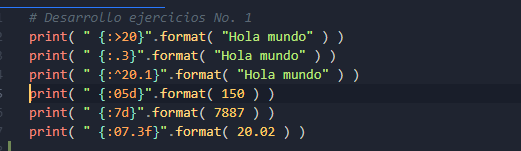 # Desarrollo ejercicios No. 1
print( " {:>20}".format( "Hola mundo" ) )
print( " {:.3}".format( "Hola mundo" ) )
print( " {:^20.1}".format( "Hola mundo" ) )
print( " {:05d}".format( 150 ) )
print( " {:7d}".format( 7887 ) )
print( " {:07.3f}".format( 20.02 ) )